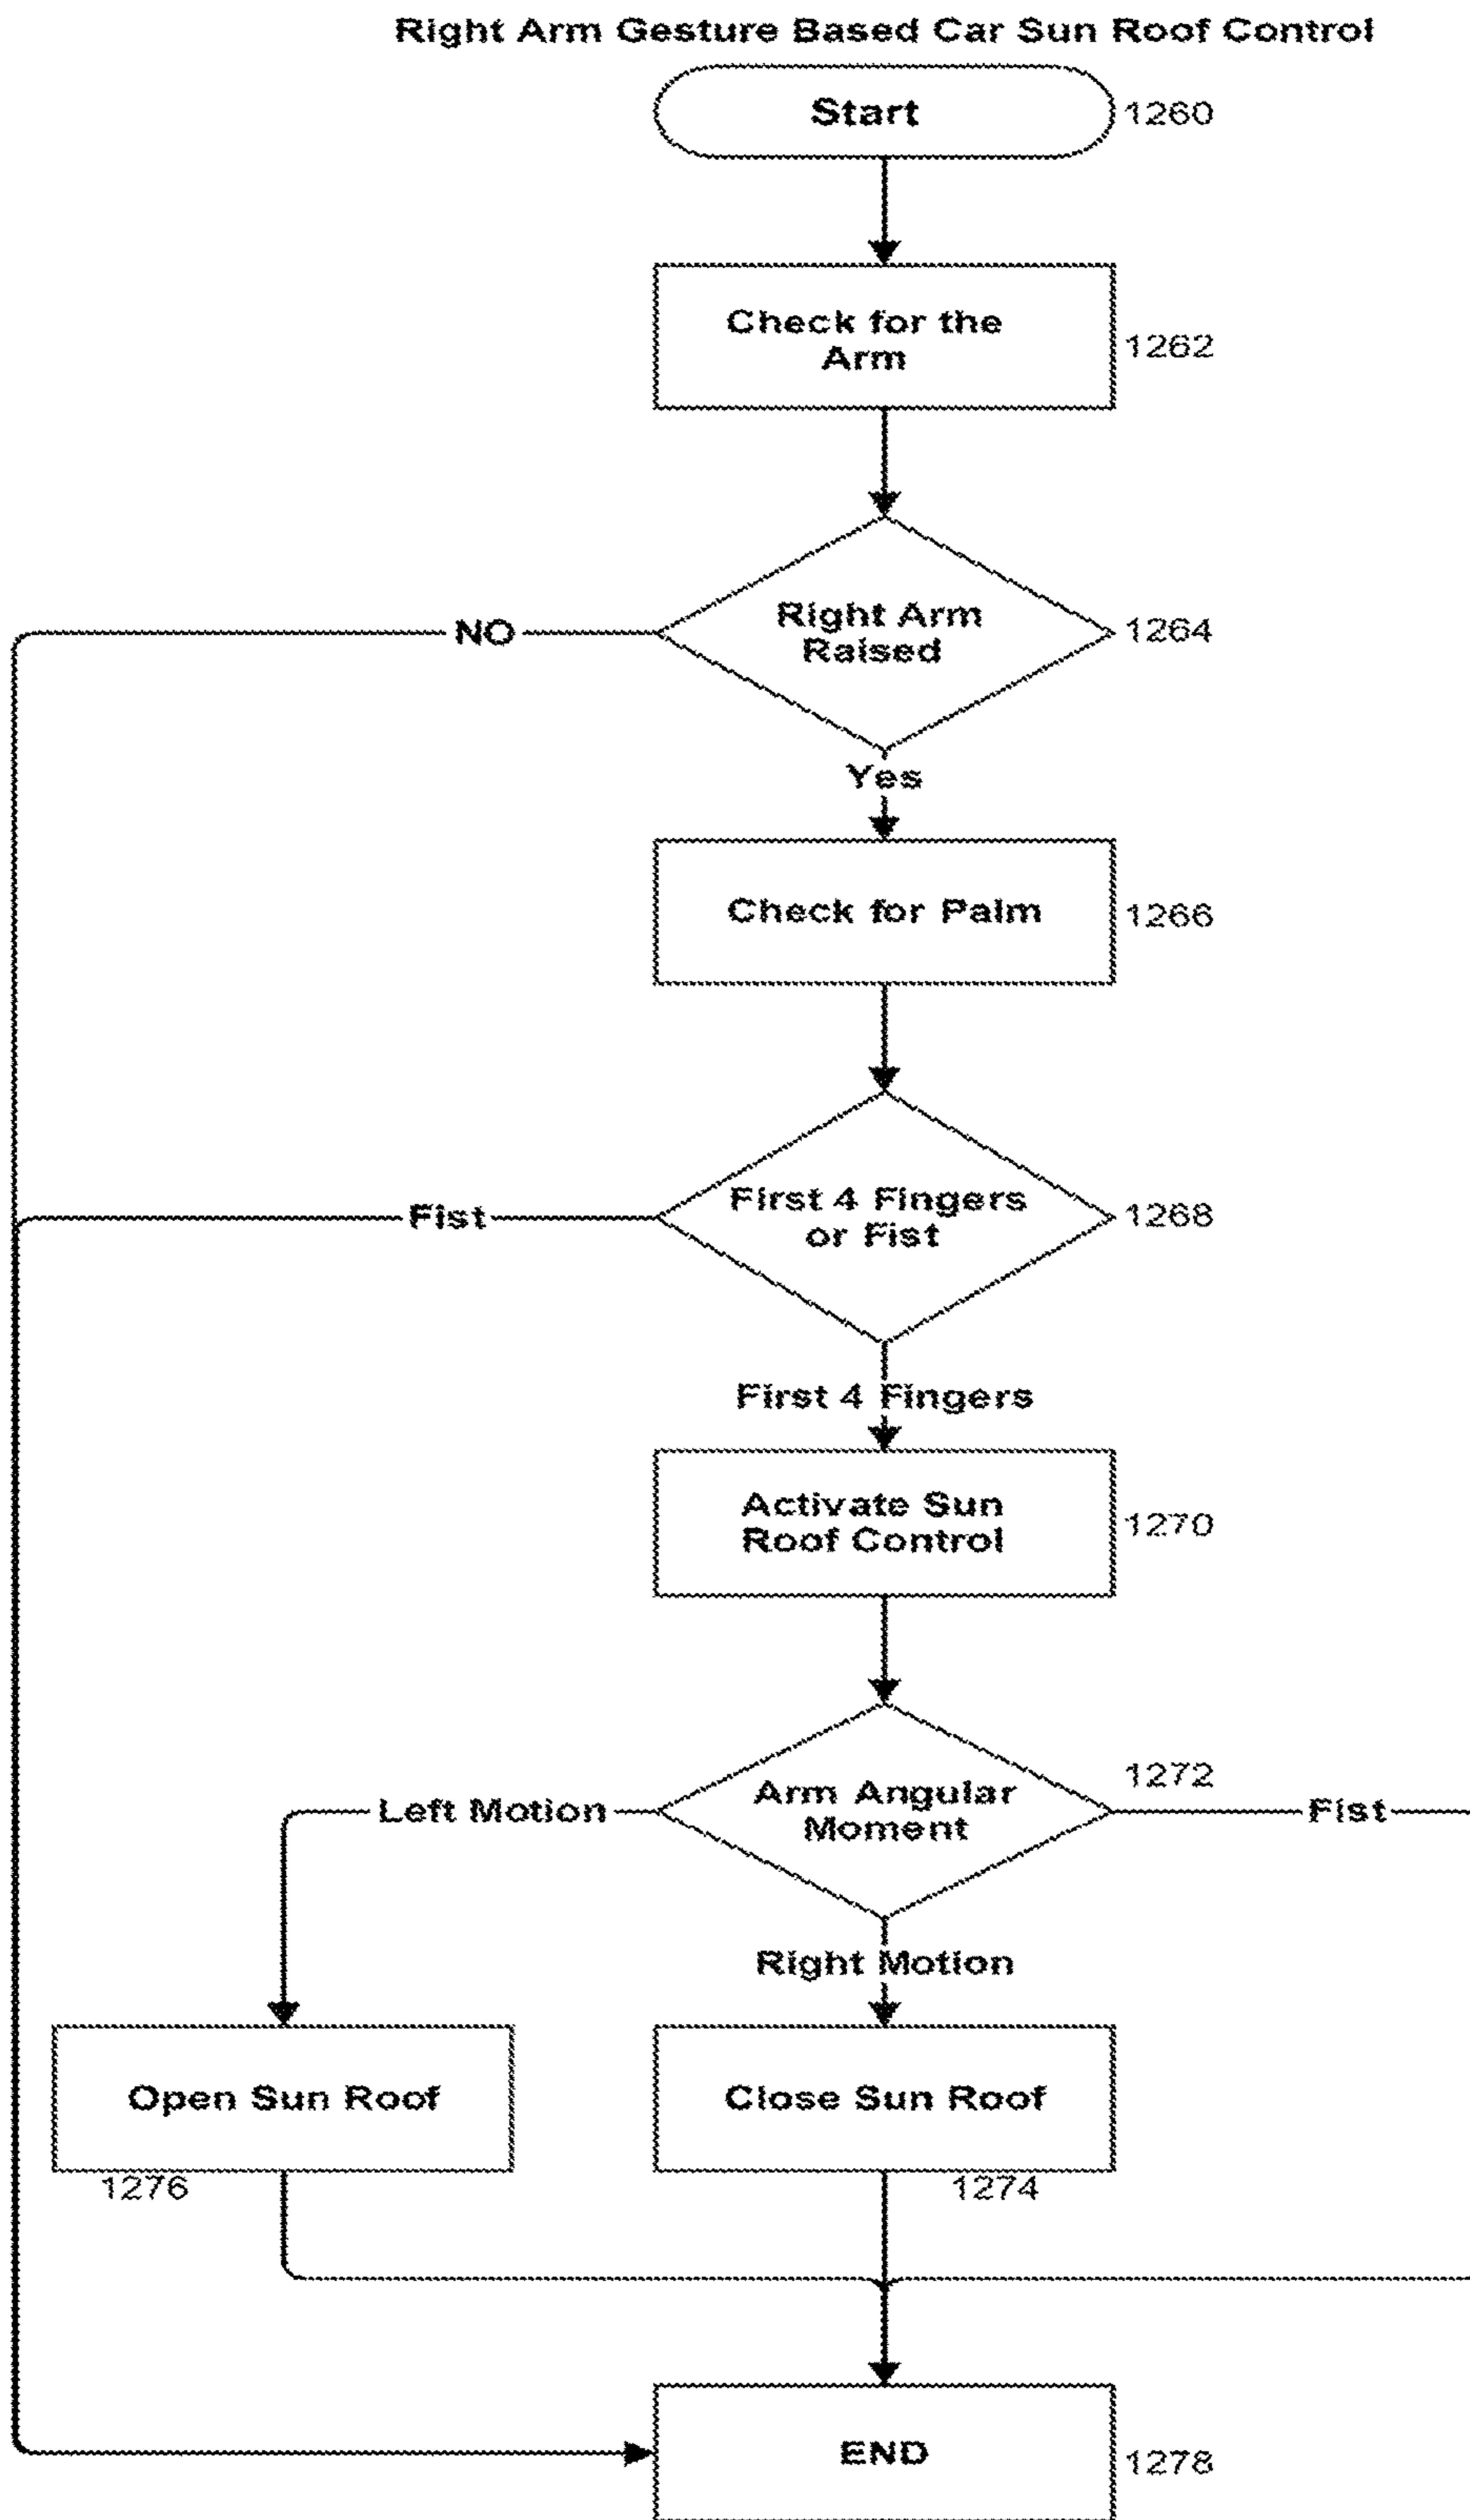 Right Arm Gesture Based Car Sun Roof Control
Start
1260
Check for the
Arm
1262
Right Arm
Raised
1264
NO
Yes
Check for Palm
1266
First 4 Fingers
or Fist
1268
Fist
First 4 Fingers
Activate Sun
Roof Control
1270
Arm Angular
Moment
1272
Left Motion
Fist
Right Motion
Open Sun Roof
1276
Close Sun Roof
1274
END
1278